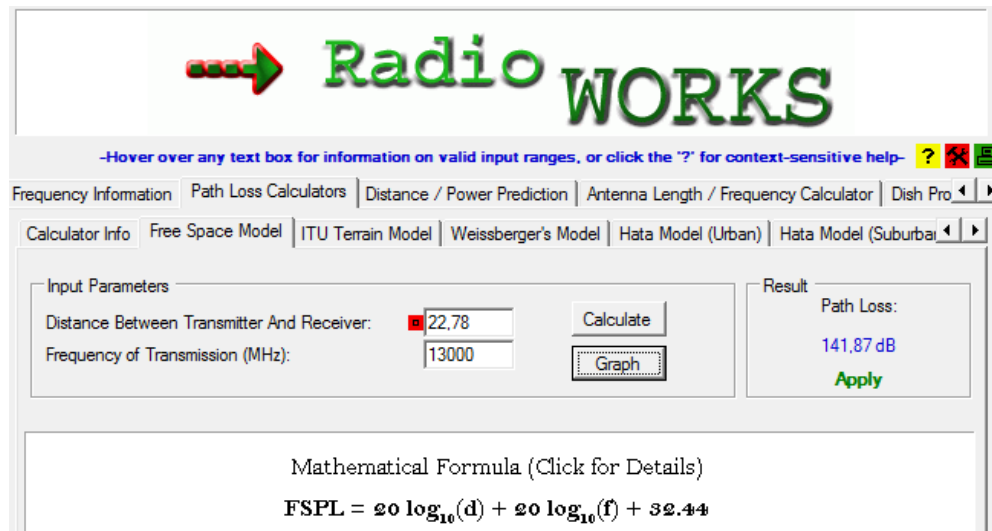 Radio WORKS
-Hover over any text box for information on valid input ranges, or click the '?' for context-sensitive help- ?
Frequency Information Path Loss Calculators Distance / Power Prediction Antenna Length / Frequency Calculator Dish Pro
Calculator Info Free Space Model ITU Terrain Model Weissberger's Model Hata Model (Urban) Hata Model (Suburba
Input Parameters
Distance Between Transmitter And Receiver: 22,78
Frequency of Transmission (MHz): 13000
Calculate
Graph
Result
Path Loss:
141,87 dB
Apply
Mathematical Formula (Click for Details)
FSPL = 20 log₁₀(d) + 20 log₁₀(f) + 32.44